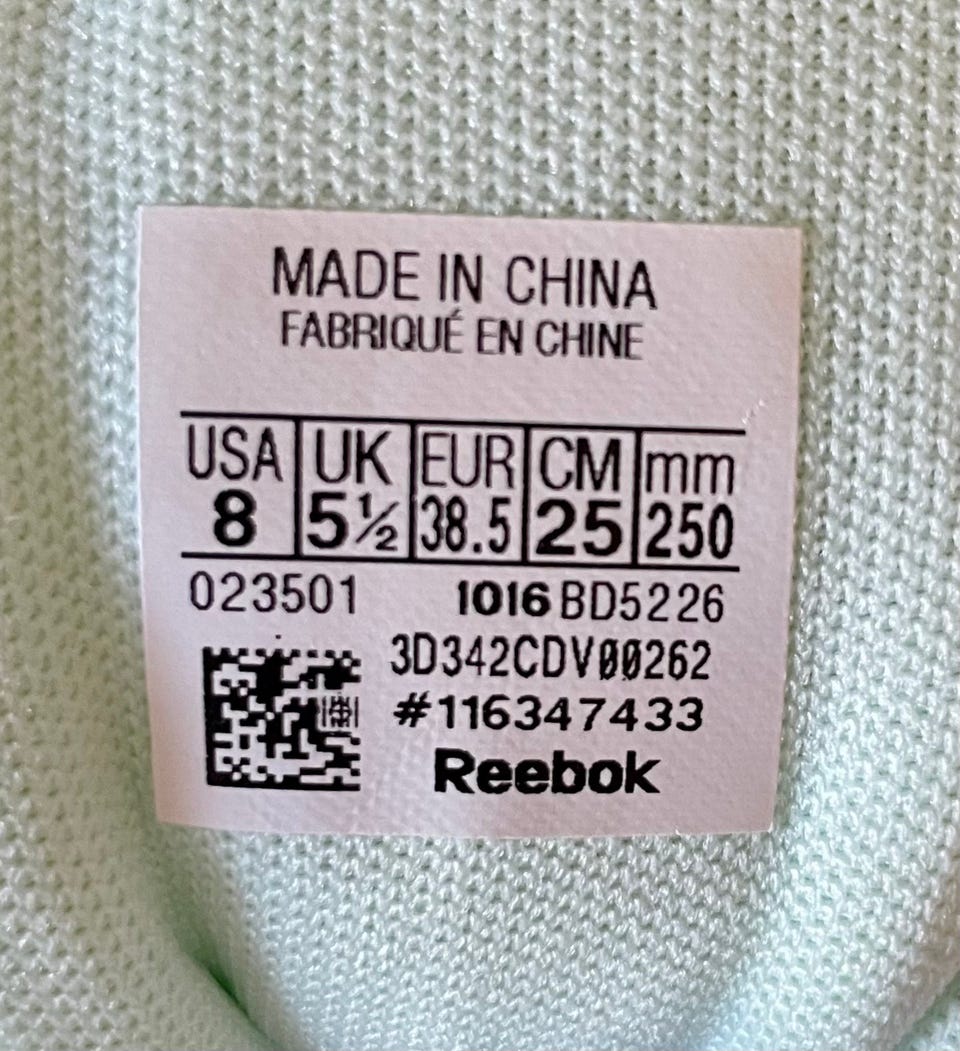 MADE IN CHINA
FABRIQUÉ EN CHINE
USA UK EUR CM mm
8 5½ 38.5 25 250
023501 1016 BD5226
3D342CDV00262
#116347433
Reebok